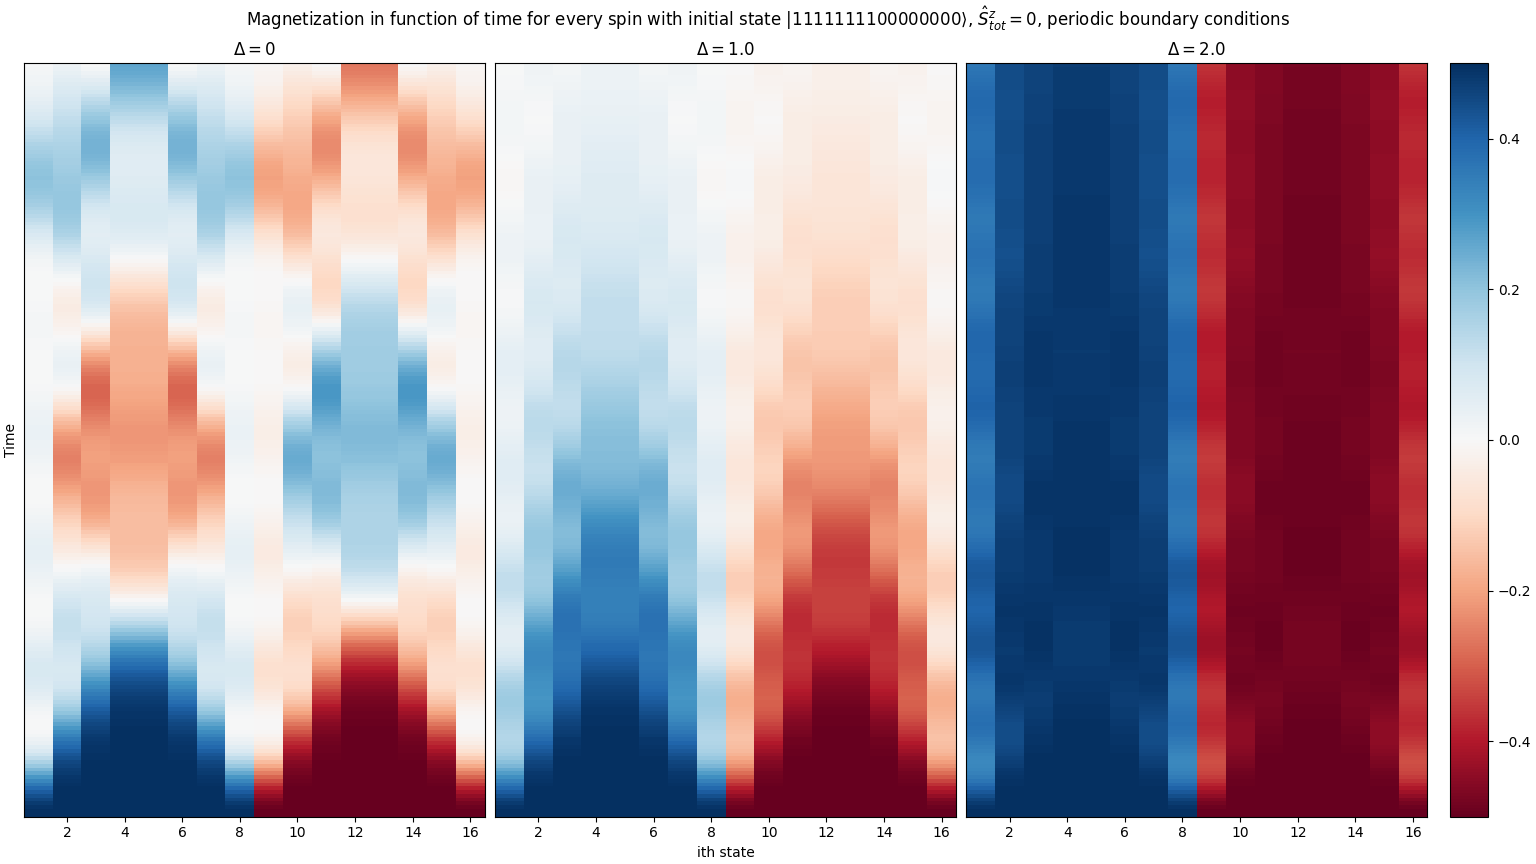 Magnetization in function of time for every spin with initial state |1111111100000000⟩, $\hat{S}^z_{tot} = 0$, periodic boundary conditions
Δ = 0
Δ = 1.0
Δ = 2.0
Time
2 4 6 8 10 12 14 16
2 4 6 8 10 12 14 16
2 4 6 8 10 12 14 16
ith state
0.4
0.2
0.0
−0.2
−0.4